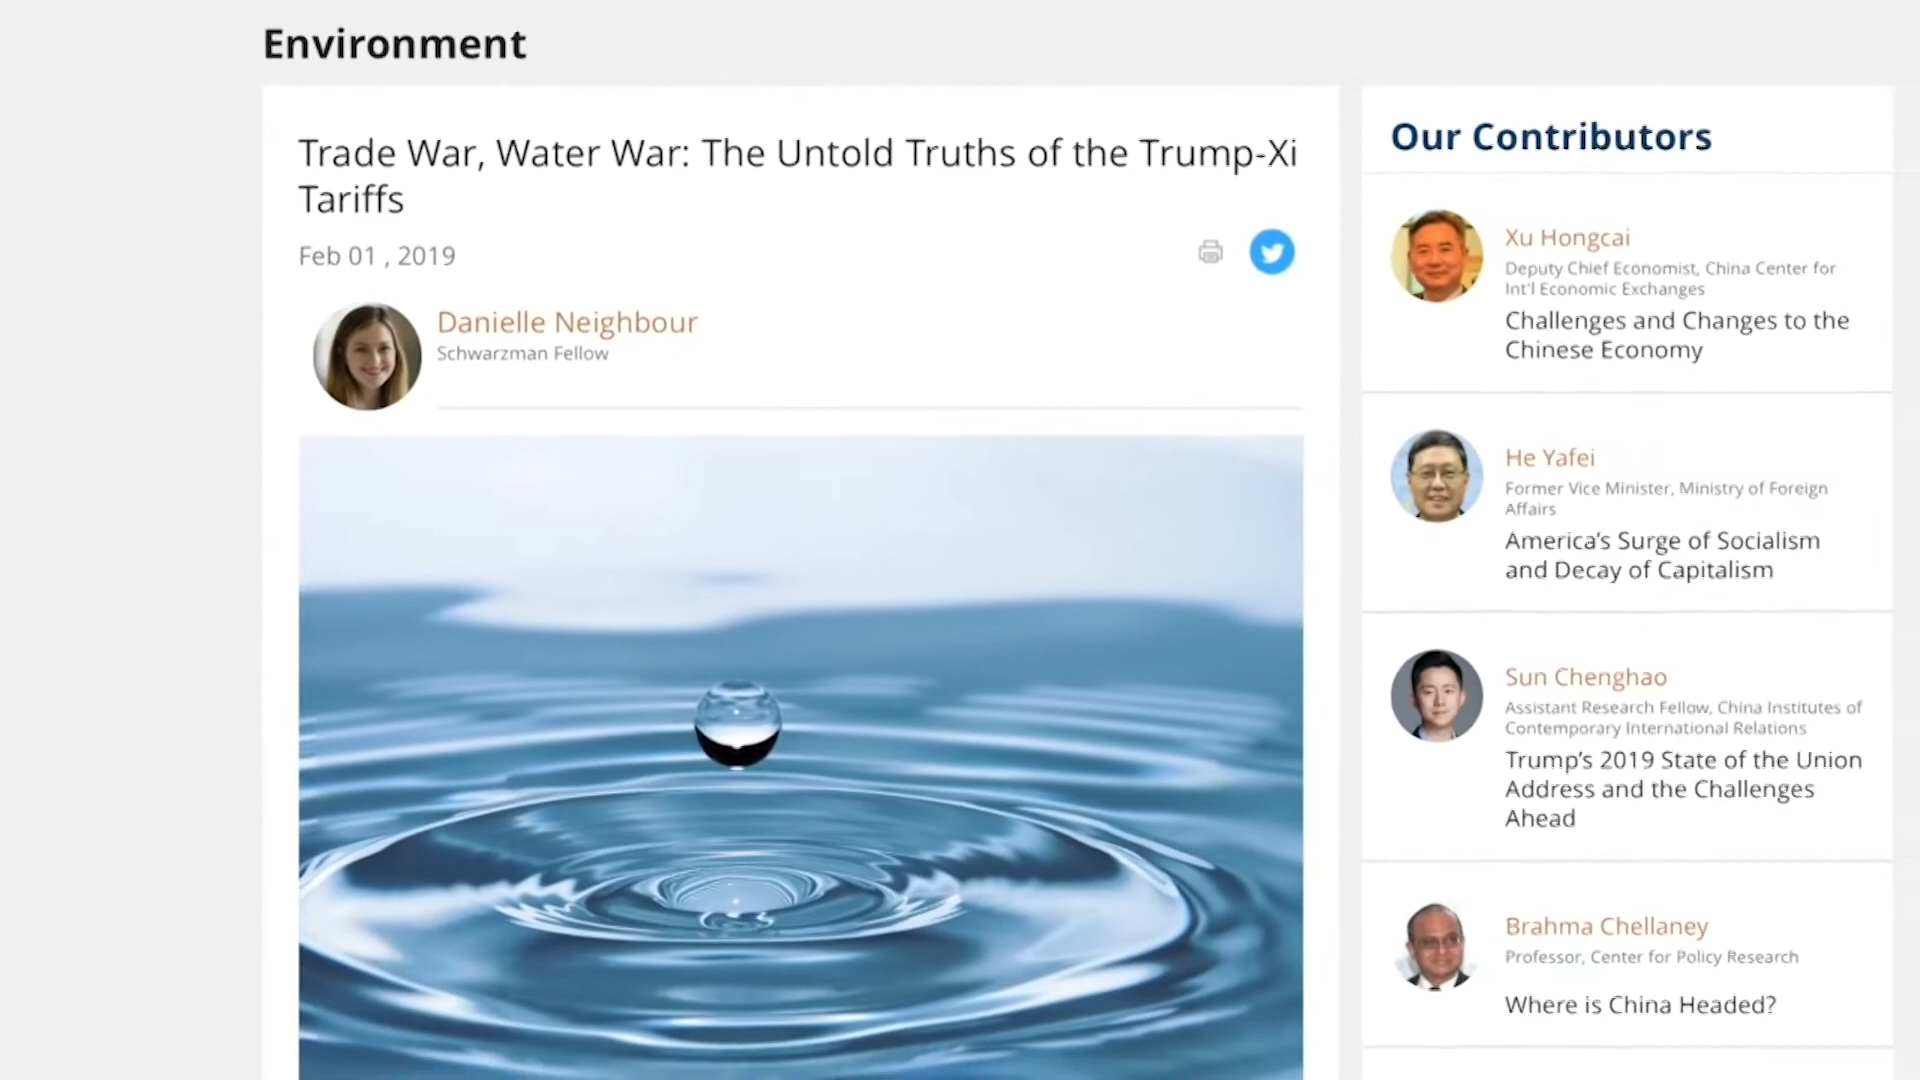 Environment
Trade War, Water War: The Untold Truths of the Trump-Xi
Tariffs
Feb 01 , 2019
Danielle Neighbour
Schwarzman Fellow
Our Contributors
Xu Hongcai
Deputy Chief Economist, China Center for
Int'l Economic Exchanges
Challenges and Changes to the
Chinese Economy
He Yafei
Former Vice Minister, Ministry of Foreign
Affairs
America’s Surge of Socialism
and Decay of Capitalism
Sun Chenghao
Assistant Research Fellow, China Institutes of
Contemporary International Relations
Trump’s 2019 State of the Union
Address and the Challenges
Ahead
Brahma Chellaney
Professor, Center for Policy Research
Where is China Headed?